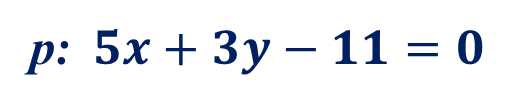 p: 5x + 3y − 11 = 0